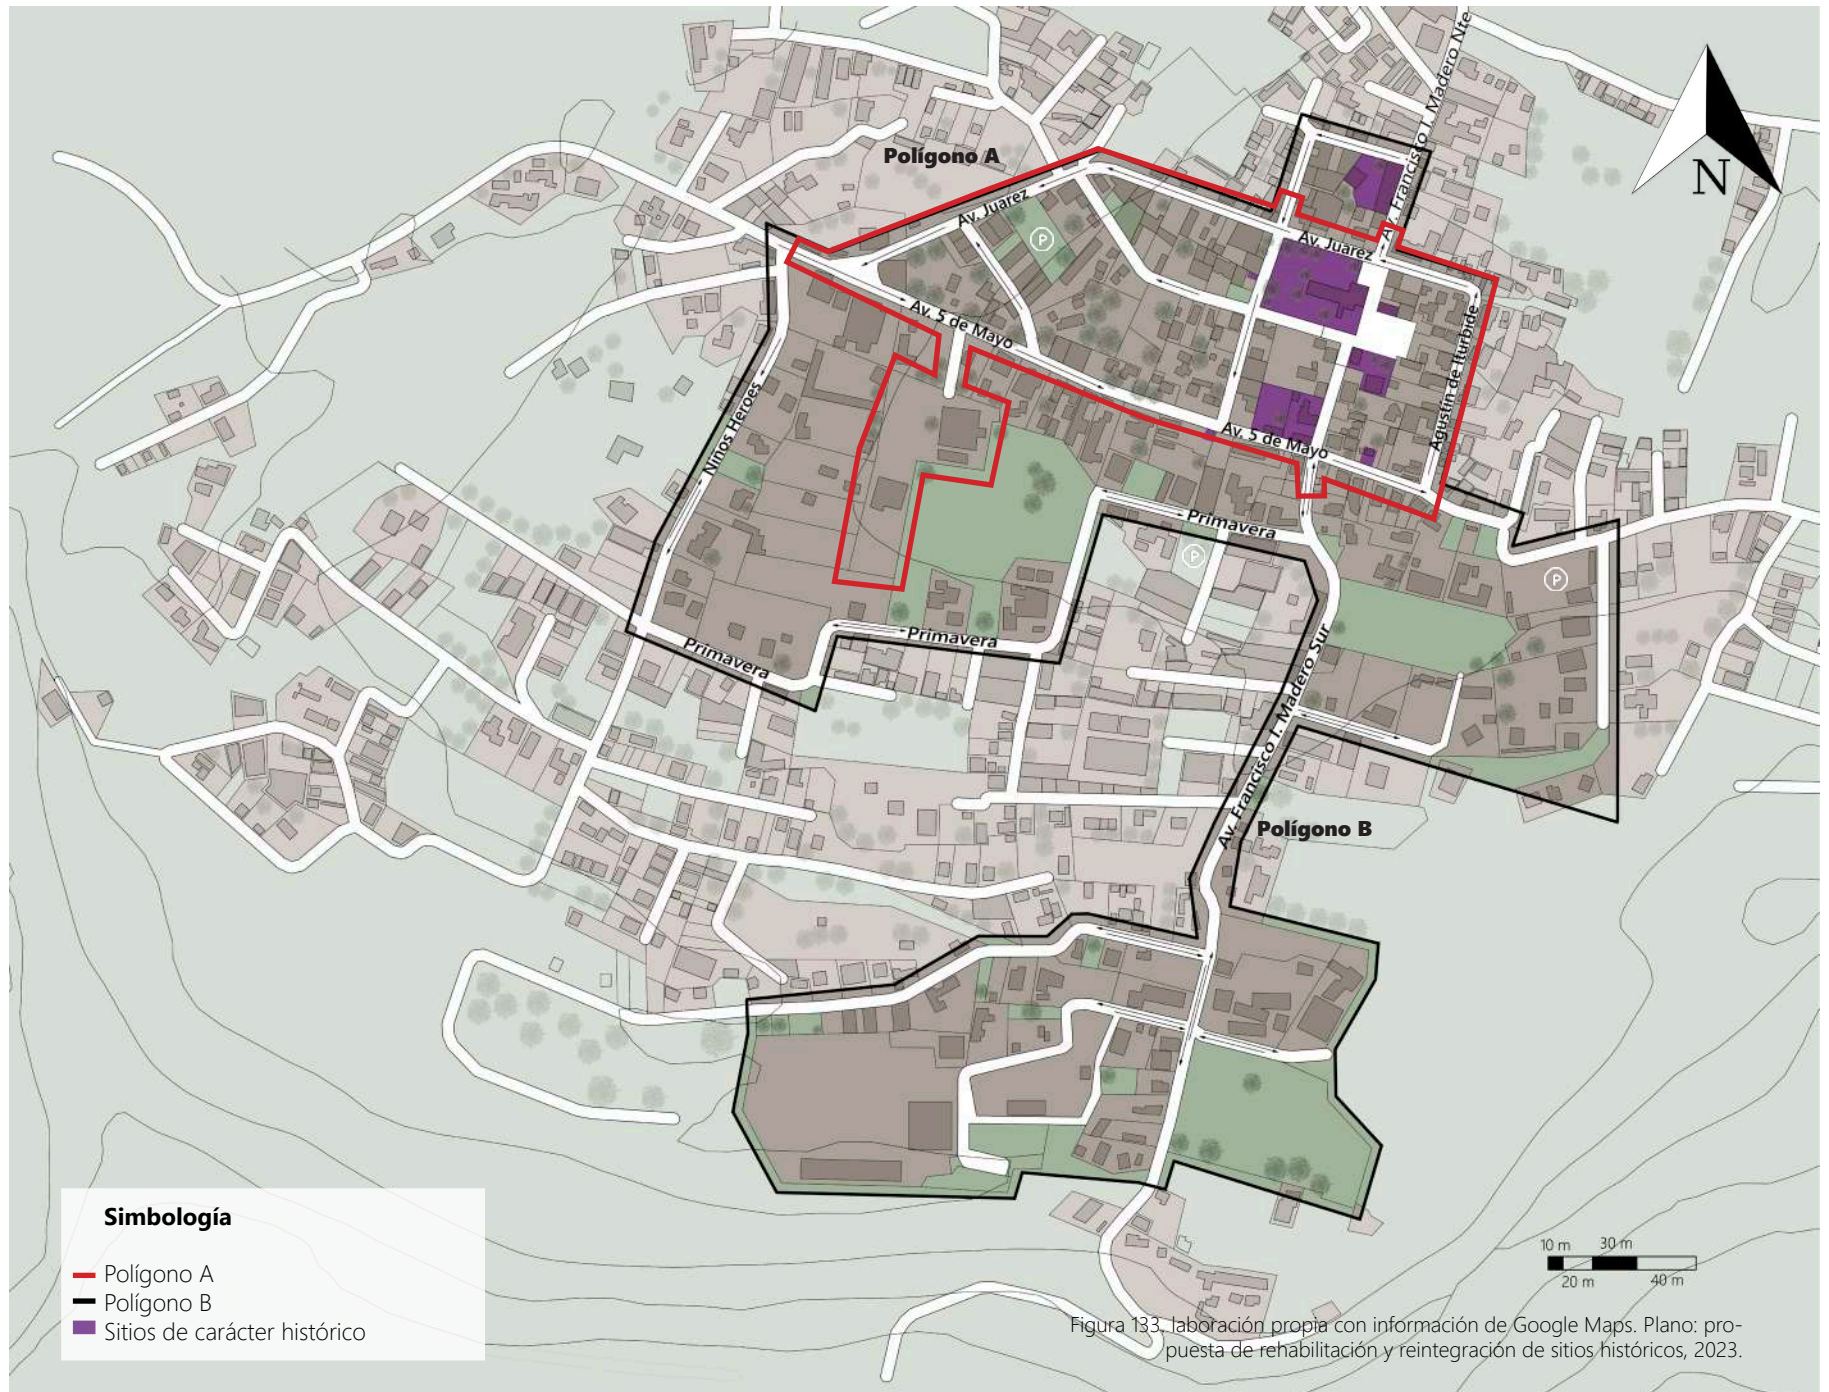 Av. Francisco I. Madero Nte
N
Polígono A
Av. Juarez
P
Av. Juarez
Av. 5 de Mayo
Agustín de Iturbide
Niños Heroes
Av. 5 de Mayo
Primavera
P
P
Primavera
Primavera
Av. Francisco I. Madero Sur
Polígono B
Simbología
Polígono A
Polígono B
Sitios de carácter histórico
10 m 30 m
20 m 40 m
Figura 133. laboración propia con información de Google Maps. Plano: pro-
puesta de rehabilitación y reintegración de sitios históricos, 2023.